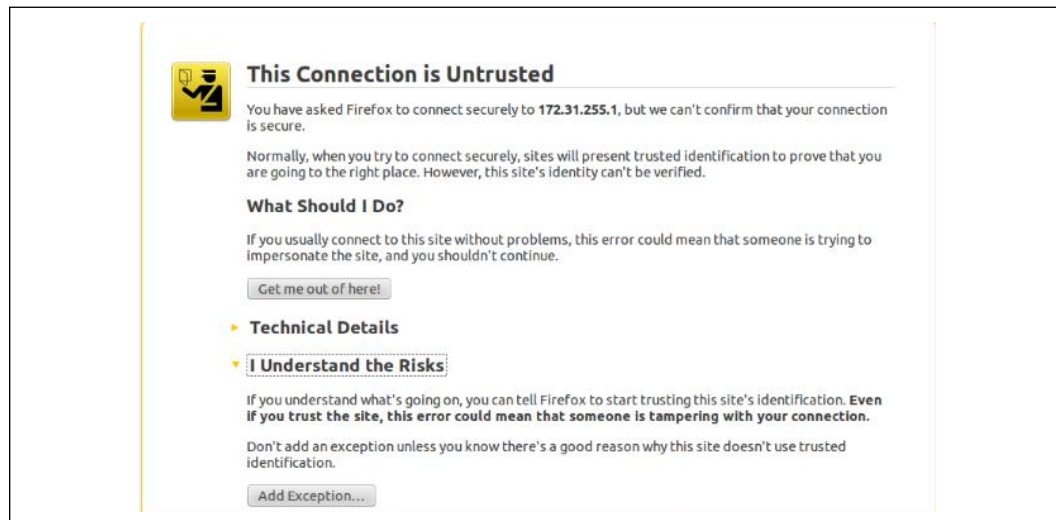 This Connection is Untrusted
You have asked Firefox to connect securely to 172.31.255.1, but we can't confirm that your connection
is secure.
Normally, when you try to connect securely, sites will present trusted identification to prove that you
are going to the right place. However, this site's identity can't be verified.
What Should I Do?
If you usually connect to this site without problems, this error could mean that someone is trying to
impersonate the site, and you shouldn't continue.
Get me out of here!
Technical Details
I Understand the Risks
If you understand what's going on, you can tell Firefox to start trusting this site's identification. Even
if you trust the site, this error could mean that someone is tampering with your connection.
Don't add an exception unless you know there's a good reason why this site doesn't use trusted
identification.
Add Exception...